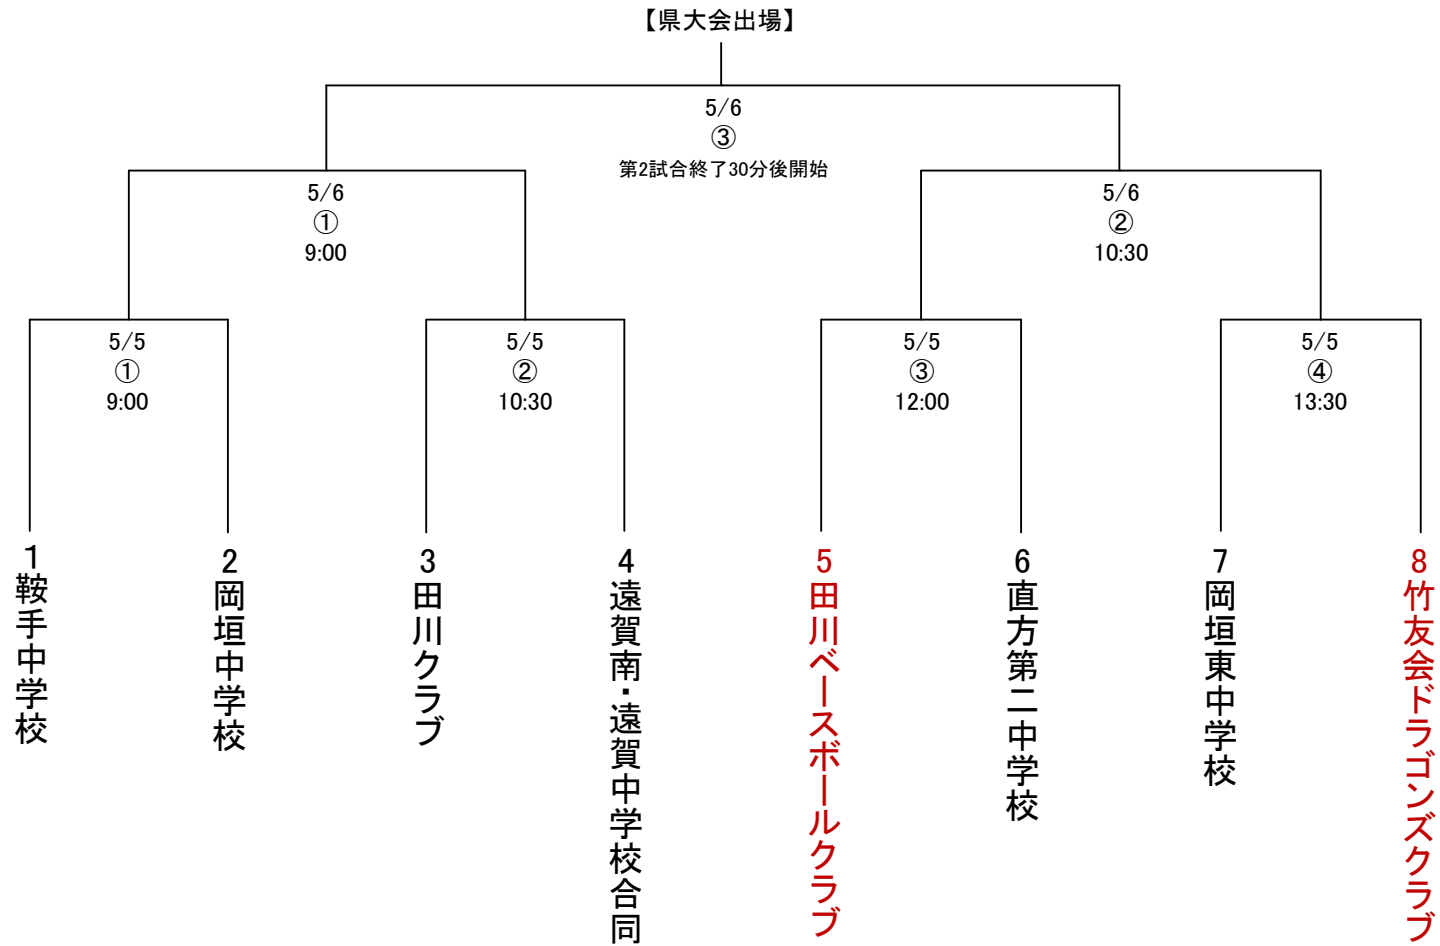 【県大会出場】
5/6
③
第2試合終了30分後開始
5/6
①
9:00
5/6
②
10:30
5/5
①
9:00
5/5
②
10:30
5/5
③
12:00
5/5
④
13:30
1 鞍手中学校
2 岡垣中学校
3 田川クラブ
4 遠賀南・遠賀中学校合同
5 田川ベースボールクラブ
6 直方第二中学校
7 岡垣東中学校
8 竹友会ドラゴンズクラブ